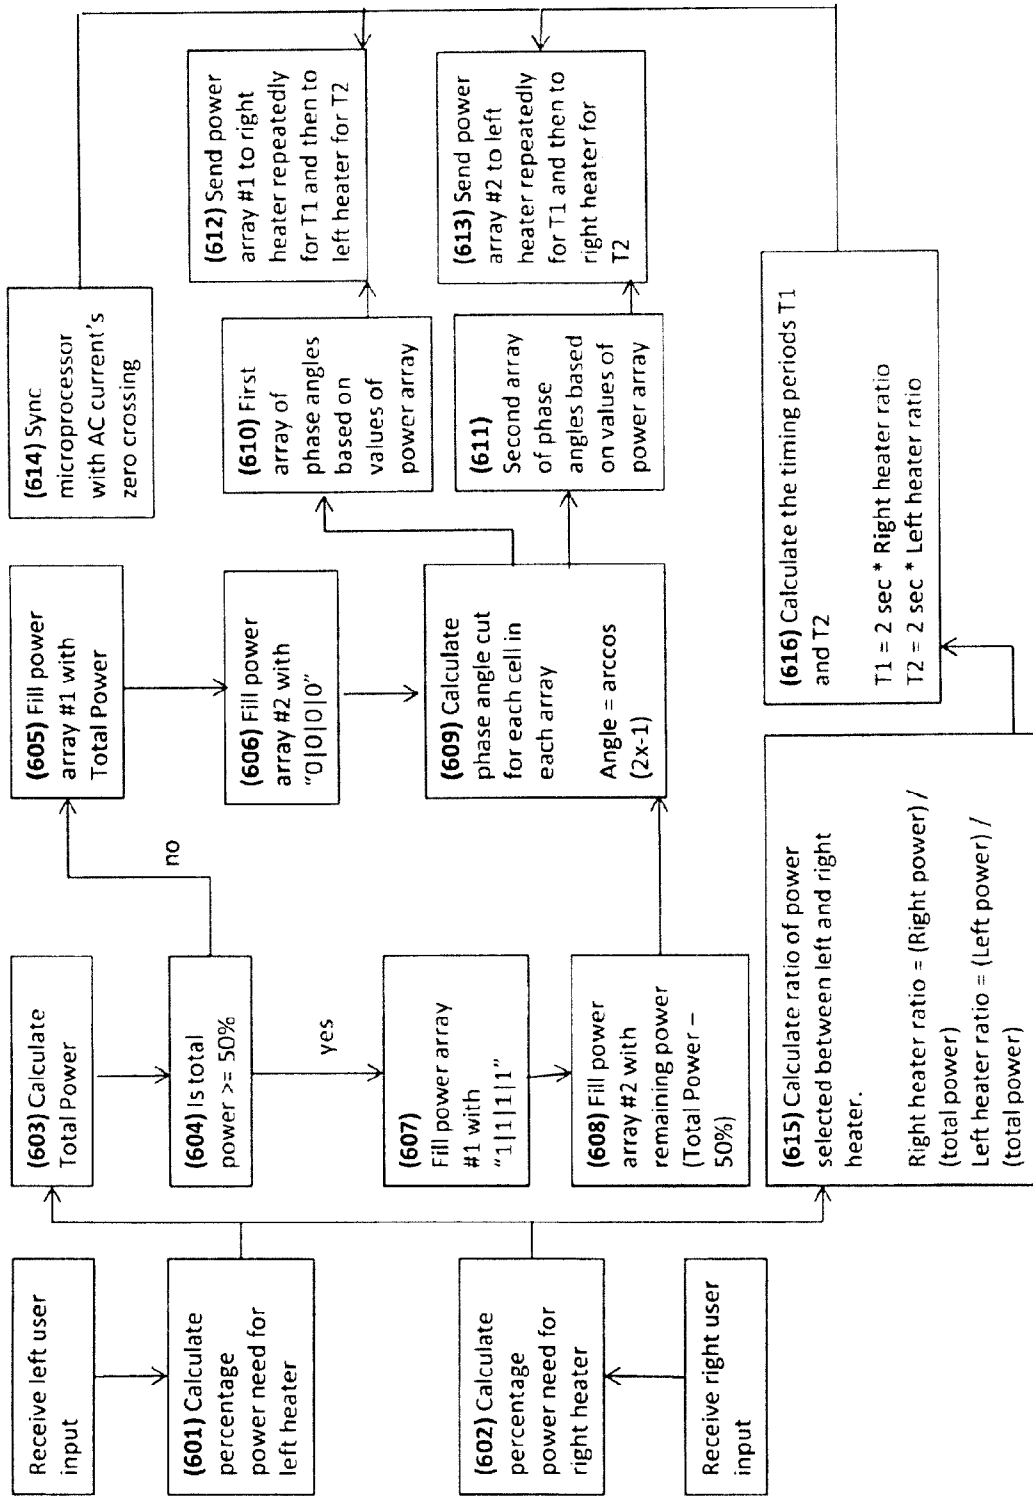 Receive left user
input
(601) Calculate
percentage
power need for
left heater
(602) Calculate
percentage
power need for
right heater
Receive right user
input
(603) Calculate
Total Power
(604) Is total
power >= 50%
no
yes
(607)
Fill power array
#1 with
"1|1|1|1"
(608) Fill power
array #2 with
remaining power
(Total Power –
50%)
(615) Calculate ratio of power
selected between left and right
heater.
Right heater ratio = (Right power) /
(total power)
Left heater ratio = (Left power) /
(total power)
(605) Fill power
array #1 with
Total Power
(606) Fill power
array #2 with
"0|0|0|0"
(609) Calculate
phase angle cut
for each cell in
each array
Angle = arccos
(2x-1)
(616) Calculate the timing periods T1
and T2
T1 = 2 sec * Right heater ratio
T2 = 2 sec * Left heater ratio
(614) Sync
microprocessor
with AC current's
zero crossing
(610) First
array of
phase angles
based on
values of
power array
(611)
Second array
of phase
angles based
on values of
power array
(612) Send power
array #1 to right
heater repeatedly
for T1 and then to
left heater for T2
(613) Send power
array #2 to left
heater repeatedly
for T1 and then to
right heater for
T2